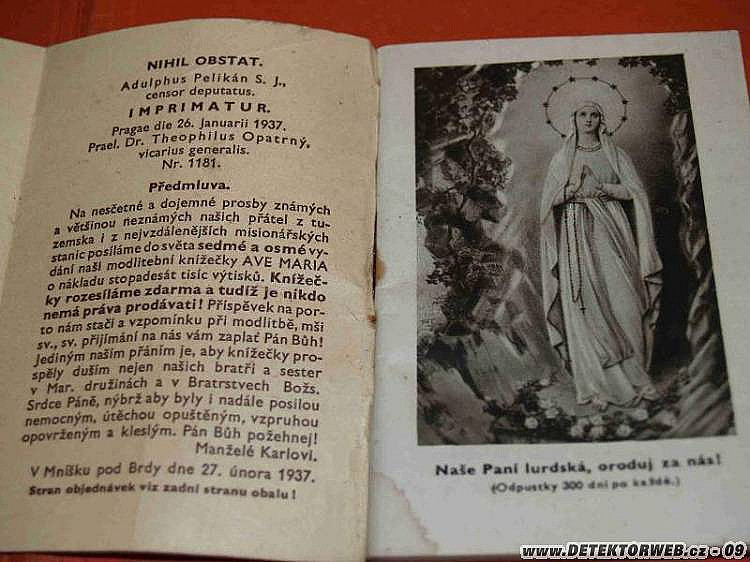 NIHIL OBSTAT.
Adulphus Pelikán S. J.,
censor deputatus.
IMPRIMATUR.
Pragae die 26. Januarii 1937.
Prael. Dr. Theophilus Opatrný,
vicarius generalis.
Nr. 1181.
Předmluva.
Na nesčetné a dojemné prosby známých
a většinou neznámých našich přátel z tu-
zemska i z nejvzdálenějších misionářských
stanic posíláme do světa sedmé a osmé vy-
dání naší modlitební knížečky AVE MARIA
o nákladu stopadesát tisíc výtisků. Knížeč-
ky rozesíláme zdarma a tudíž je nikdo
nemá práva prodávati! Příspěvek na por-
to nám stačí a vzpomínku při modlitbě, mši
sv., sv. přijímání na nás vám zaplať Pán Bůh!
Jediným naším přáním je, aby knížečky pro-
spěly duším nejen našich bratří a sester
v Mar. družinách a v Bratrstvech Božs.
Srdce Páně, nýbrž aby byly i nadále posilou
nemocným, útěchou opuštěným, vzpruhou
opovrženým a kleslým. Pán Bůh požehnej!
Manželé Karlovi.
V Mníšku pod Brdy dne 27. února 1937.
Stran objednávek viz zadní stranu obalu!
Naše Paní lurdská, oroduj za nás!
(Odpustky 300 dní po každé.)
www.DETEKTORWEB.cz - 09